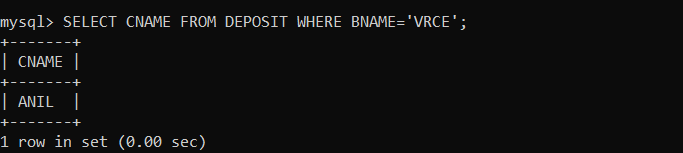 mysql> SELECT CNAME FROM DEPOSIT WHERE BNAME='VRCE';
+-------+
| CNAME |
+-------+
| ANIL  |
+-------+
1 row in set (0.00 sec)